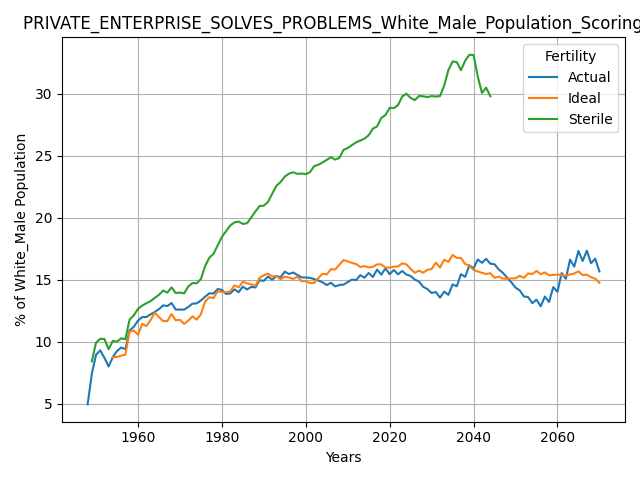 PRIVATE_ENTERPRISE_SOLVES_PROBLEMS_White_Male_Population_Scoring
% of White_Male Population
30
25
20
15
10
5
Fertility
Actual
Ideal
Sterile
1960 1980 2000 2020 2040 2060
Years